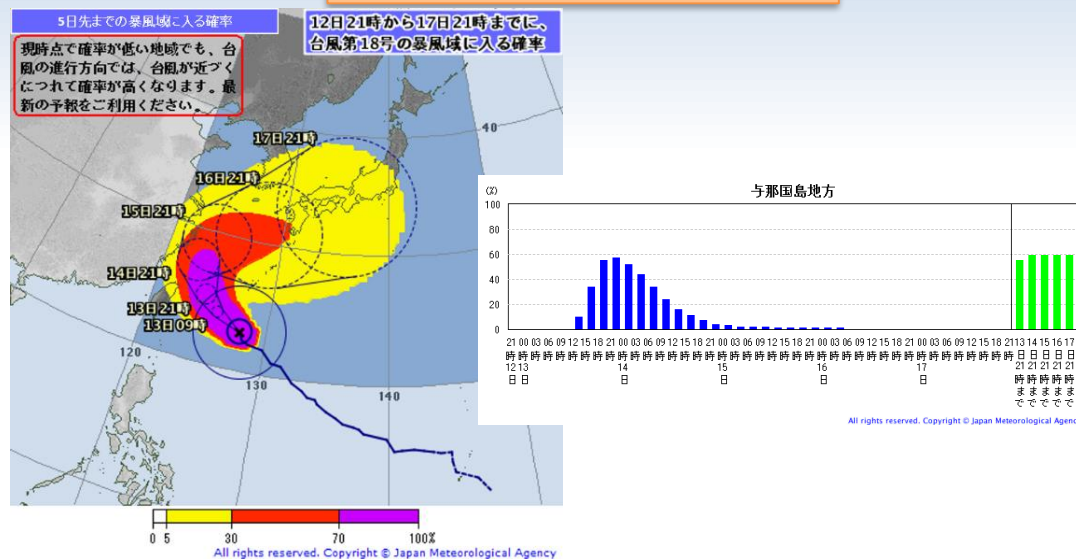 5日先までの暴風域に入る確率
12日21時から17日21時までに、
台風第18号の暴風域に入る確率
現時点で確率が低い地域でも、台
風の進行方向では、台風が近づく
につれて確率が高くなります。最
新の予報をご利用ください。
17日21時
16日21時
15日21時
14日21時
13日21時
13日09時
40
120
130
140
0 5 30 70 100%
All rights reserved. Copyright © Japan Meteorological Agency
与那国島地方
(%)
100
80
60
40
20
0
21 00 03 06 09 12 15 18 21 00 03 06 09 12 15 18 21 00 03 06 09 12 15 18 21 00 03 06 09 12 15 18 21 00 03 06 09 12 15 18 21 13 14 15 16 17
時 時 時 時 時 時 時 時 時 時 時 時 時 時 時 時 時 時 時 時 時 時 時 時 時 時 時 時 時 時 時 時 時 時 時 時 時 時 時 時 時 日 日 日 日 日
12 13 14 15 16 17 21 21 21 21 21
日 日 日 日 日 日 時 時 時 時 時
ま ま ま ま ま
で で で で で
All rights reserved. Copyright © Japan Meteorological Agenc